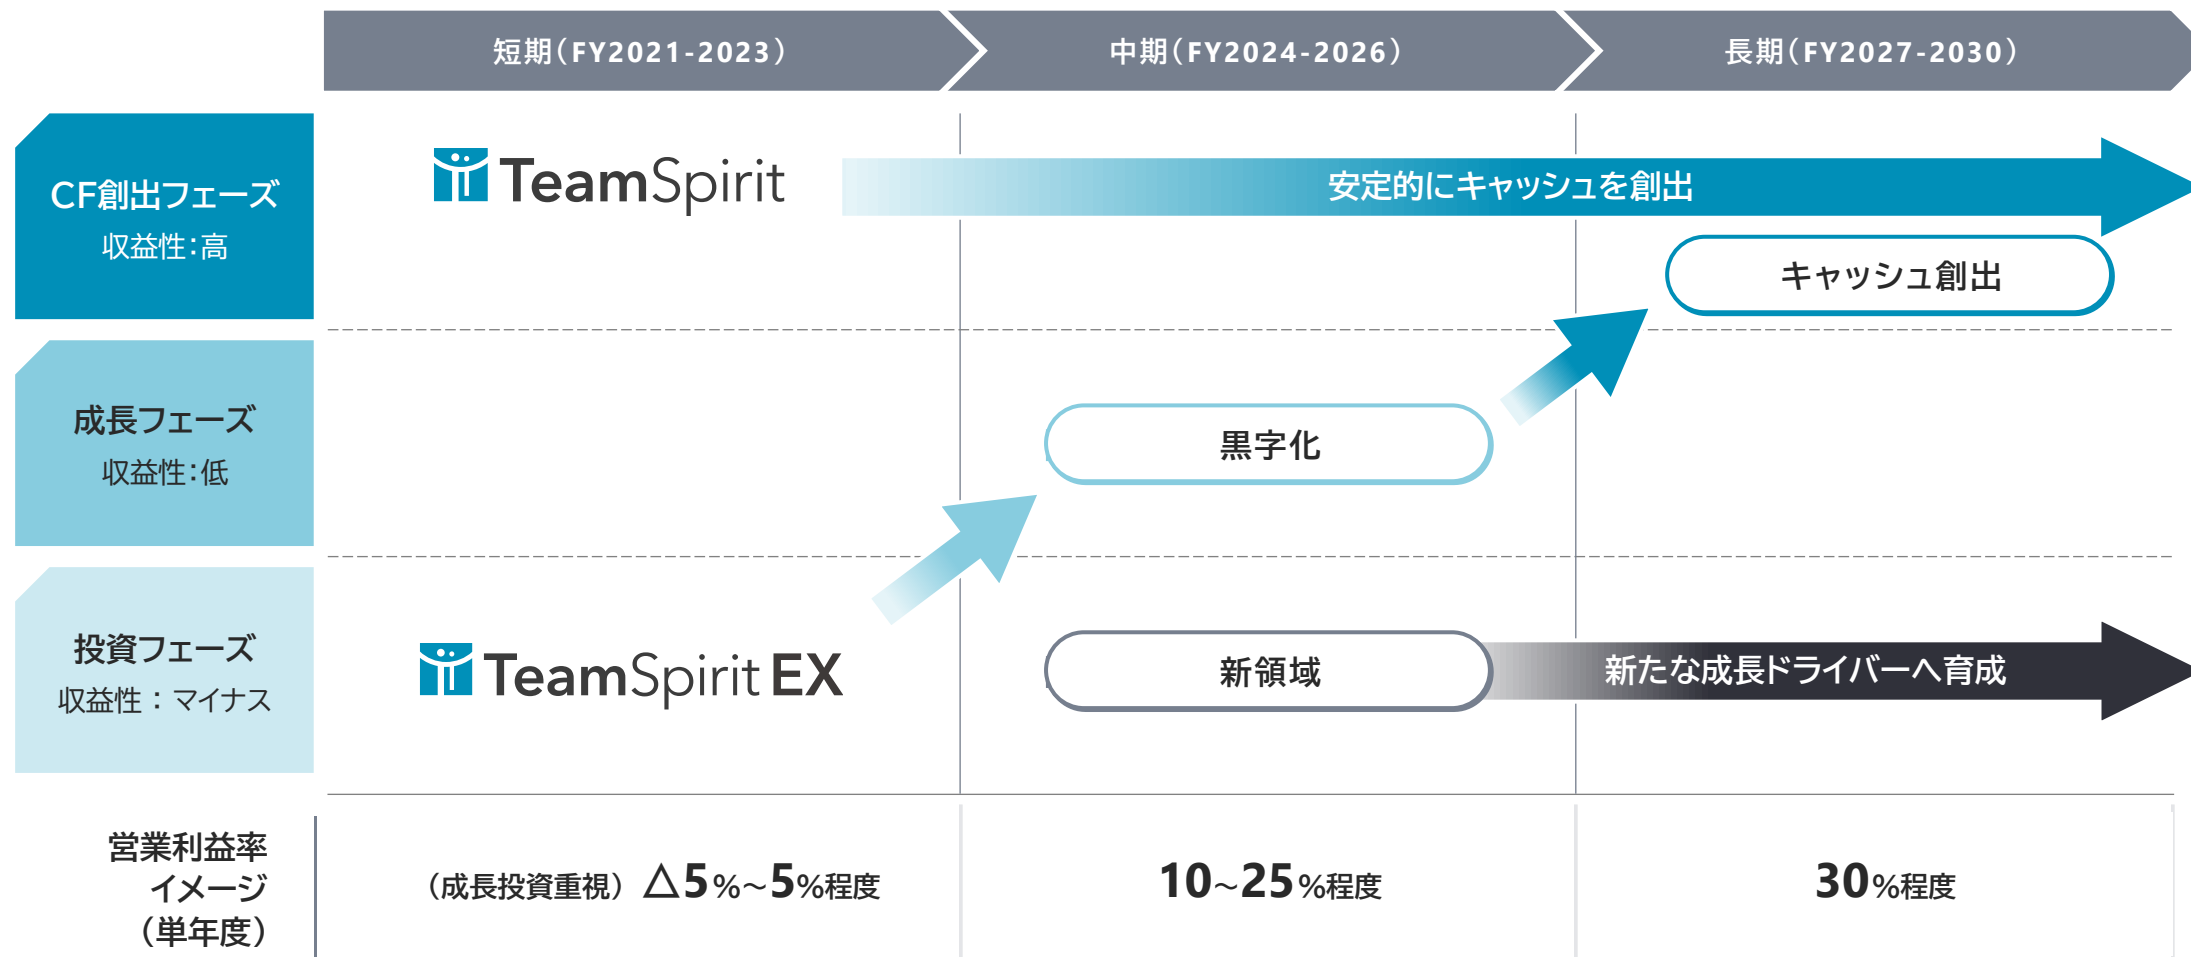 短期（FY2021-2023）
中期（FY2024-2026）
長期（FY2027-2030）
CF創出フェーズ
収益性：高
TeamSpirit
安定的にキャッシュを創出
キャッシュ創出
成長フェーズ
収益性：低
黒字化
投資フェーズ
収益性 ： マイナス
TeamSpirit EX
新領域
新たな成長ドライバーへ育成
営業利益率
イメージ
（単年度）
（成長投資重視） △5%～5%程度
10～25%程度
30%程度